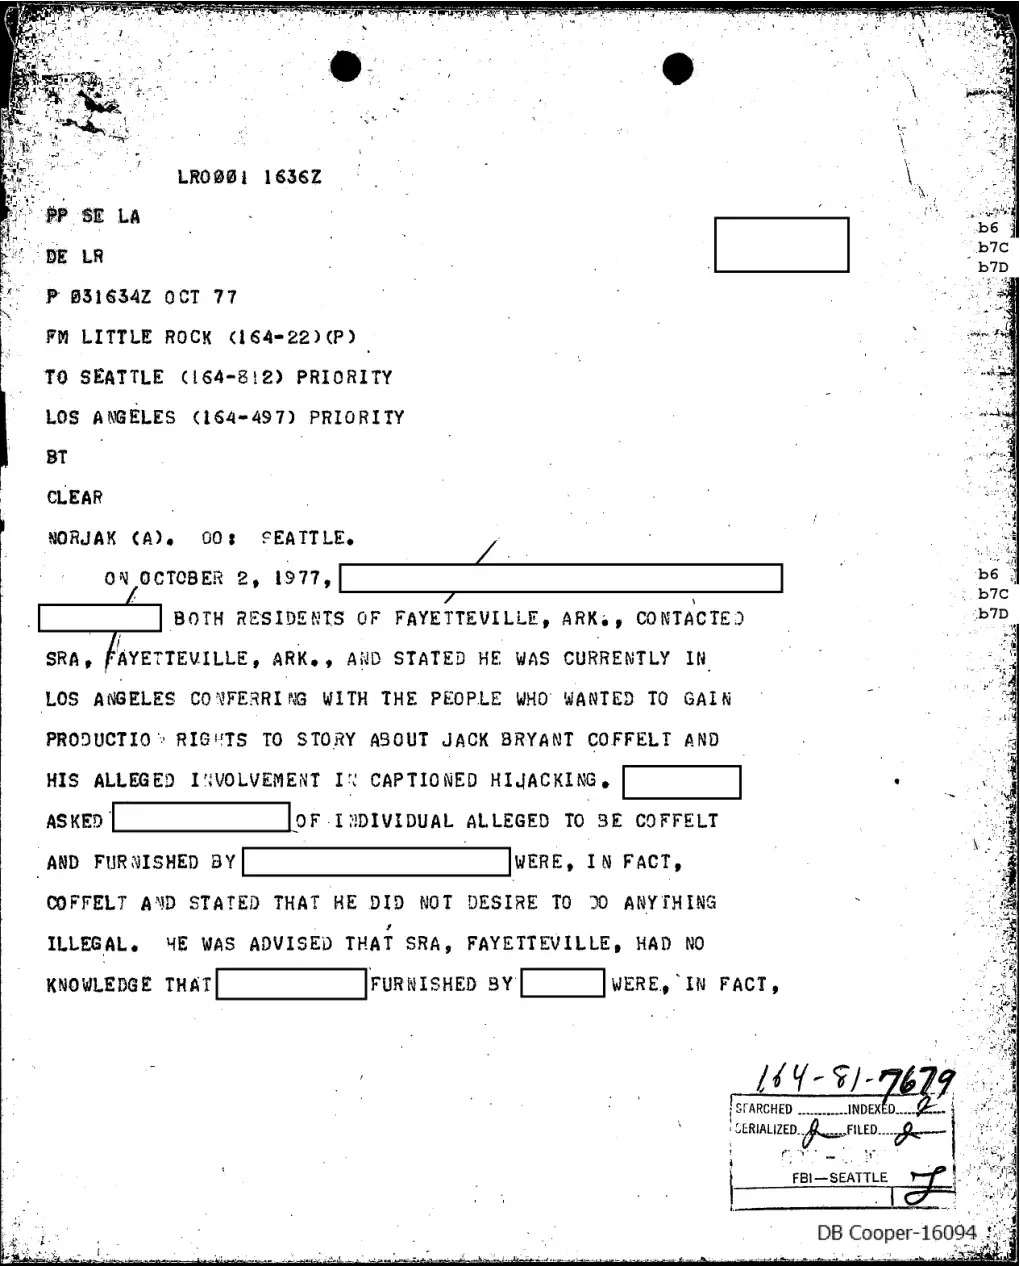 LRO001 1636Z
PP SE LA
DE LR
P 031634Z OCT 77
FM LITTLE ROCK (164-22)(P)
TO SEATTLE (164-812) PRIORITY
LOS ANGELES (164-497) PRIORITY
BT
CLEAR
NORJAK (A). OO: SEATTLE.
ON OCTOBER 2, 1977,
BOTH RESIDENTS OF FAYETTEVILLE, ARK., CONTACTED
SRA, FAYETTEVILLE, ARK., AND STATED HE WAS CURRENTLY IN
LOS ANGELES CONFERRING WITH THE PEOPLE WHO WANTED TO GAIN
PRODUCTION RIGHTS TO STORY ABOUT JACK BRYANT COFFELT AND
HIS ALLEGED INVOLVEMENT IN CAPTIONED HIJACKING.
ASKED OF INDIVIDUAL ALLEGED TO BE COFFELT
AND FURNISHED BY WERE, IN FACT,
COFFELT AND STATED THAT HE DID NOT DESIRE TO DO ANYTHING
ILLEGAL. HE WAS ADVISED THAT SRA, FAYETTEVILLE, HAD NO
KNOWLEDGE THAT FURNISHED BY WERE, IN FACT,
b6
b7C
b7D
b6
b7C
b7D
164-81-7679
SEARCHED INDEXED
SERIALIZED FILED
FBI—SEATTLE
DB Cooper-16094